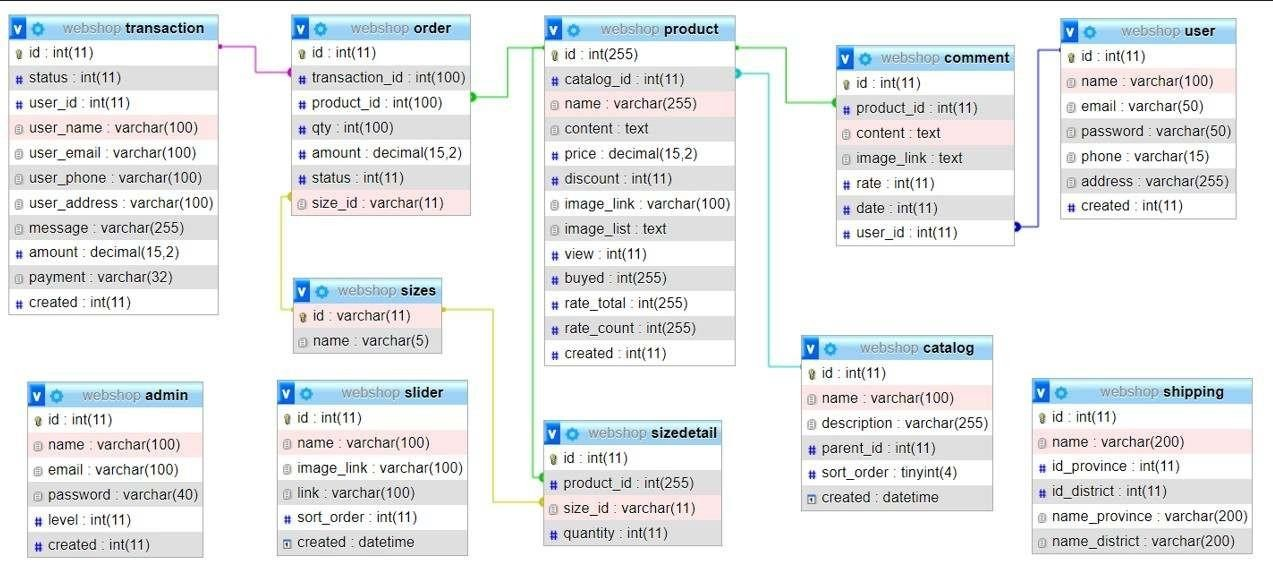 webshop transaction
id : int(11)
status : int(11)
user_id : int(11)
user_name : varchar(100)
user_email : varchar(100)
user_phone : varchar(100)
user_address : varchar(100)
message : varchar(255)
amount : decimal(15,2)
payment : varchar(32)
created : int(11)
webshop order
id : int(11)
transaction_id : int(100)
product_id : int(100)
qty : int(100)
amount : decimal(15,2)
status : int(11)
size_id : varchar(11)
webshop product
id : int(255)
catalog_id : int(11)
name : varchar(255)
content : text
price : decimal(15,2)
discount : int(11)
image_link : varchar(100)
image_list : text
view : int(11)
buyed : int(255)
rate_total : int(255)
rate_count : int(255)
created : int(11)
webshop comment
id : int(11)
product_id : int(11)
content : text
image_link : text
rate : int(11)
date : int(11)
user_id : int(11)
webshop user
id : int(11)
name : varchar(100)
email : varchar(50)
password : varchar(50)
phone : varchar(15)
address : varchar(255)
created : int(11)
webshop sizes
id : varchar(11)
name : varchar(5)
webshop admin
id : int(11)
name : varchar(100)
email : varchar(100)
password : varchar(40)
level : int(11)
created : int(11)
webshop slider
id : int(11)
name : varchar(100)
image_link : varchar(100)
link : varchar(100)
sort_order : int(11)
created : datetime
webshop sizedetail
id : int(11)
product_id : int(255)
size_id : varchar(11)
quantity : int(11)
webshop catalog
id : int(11)
name : varchar(100)
description : varchar(255)
parent_id : int(11)
sort_order : tinyint(4)
created : datetime
webshop shipping
id : int(11)
name : varchar(200)
id_province : int(11)
id_district : int(11)
name_province : varchar(200)
name_district : varchar(200)